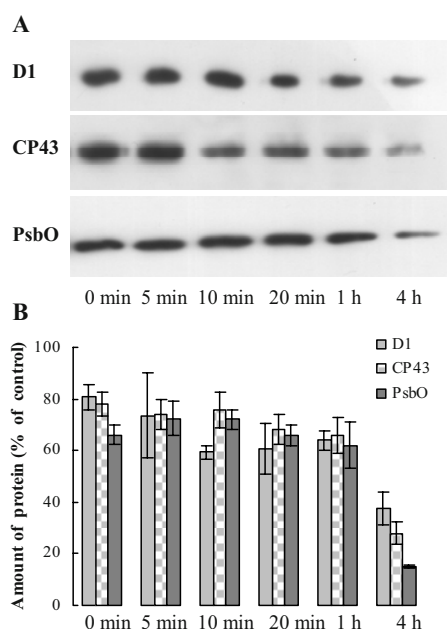 A
D1
CP43
PsbO
0 min 5 min 10 min 20 min 1 h 4 h
B
Amount of protein (% of control)
100
80
60
40
20
0
D1
CP43
PsbO
0 min 5 min 10 min 20 min 1 h 4 h